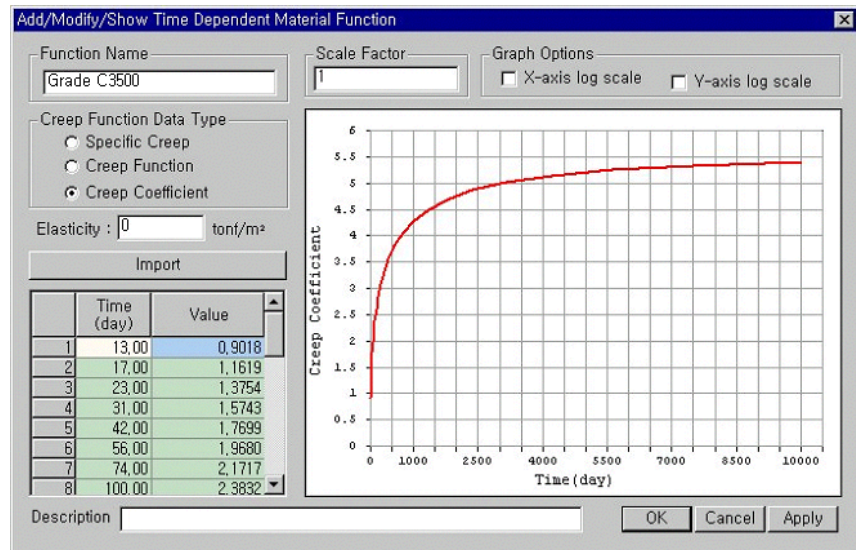 Add/Modify/Show Time Dependent Material Function
Function Name
Grade C3500
Scale Factor
1
Graph Options
X-axis log scale
Y-axis log scale
Creep Function Data Type
Specific Creep
Creep Function
Creep Coefficient
Elasticity : 0 tonf/m²
Import
Time (day) Value
1 13,00 0,9018
2 17,00 1,1619
3 23,00 1,3754
4 31,00 1,5743
5 42,00 1,7699
6 56,00 1,9680
7 74,00 2,1717
8 100,00 2,3832
Creep Coefficient
6
5.5
5
4.5
4
3.5
3
2.5
2
1.5
1
0.5
0
0 1000 2500 4000 5500 7000 8500 10000
Time(day)
Description
OK Cancel Apply